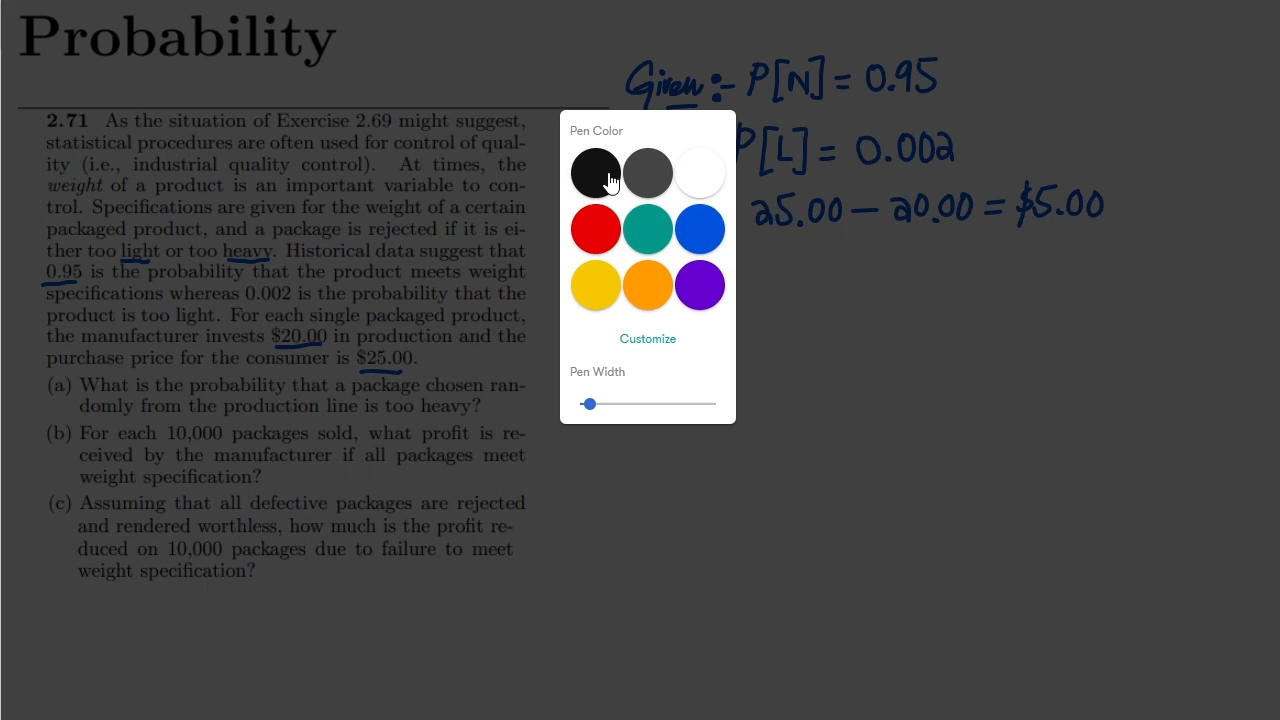 Probability
Given :- P[N] = 0.95
P[L] = 0.002
25.00 - 20.00 = $5.00
2.71 As the situation of Exercise 2.69 might suggest,
statistical procedures are often used for control of qual-
ity (i.e., industrial quality control). At times, the
weight of a product is an important variable to con-
trol. Specifications are given for the weight of a certain
packaged product, and a package is rejected if it is ei-
ther too light or too heavy. Historical data suggest that
0.95 is the probability that the product meets weight
specifications whereas 0.002 is the probability that the
product is too light. For each single packaged product,
the manufacturer invests $20.00 in production and the
purchase price for the consumer is $25.00.
(a) What is the probability that a package chosen ran-
domly from the production line is too heavy?
(b) For each 10,000 packages sold, what profit is re-
ceived by the manufacturer if all packages meet
weight specification?
(c) Assuming that all defective packages are rejected
and rendered worthless, how much is the profit re-
duced on 10,000 packages due to failure to meet
weight specification?
Pen Color
Customize
Pen Width